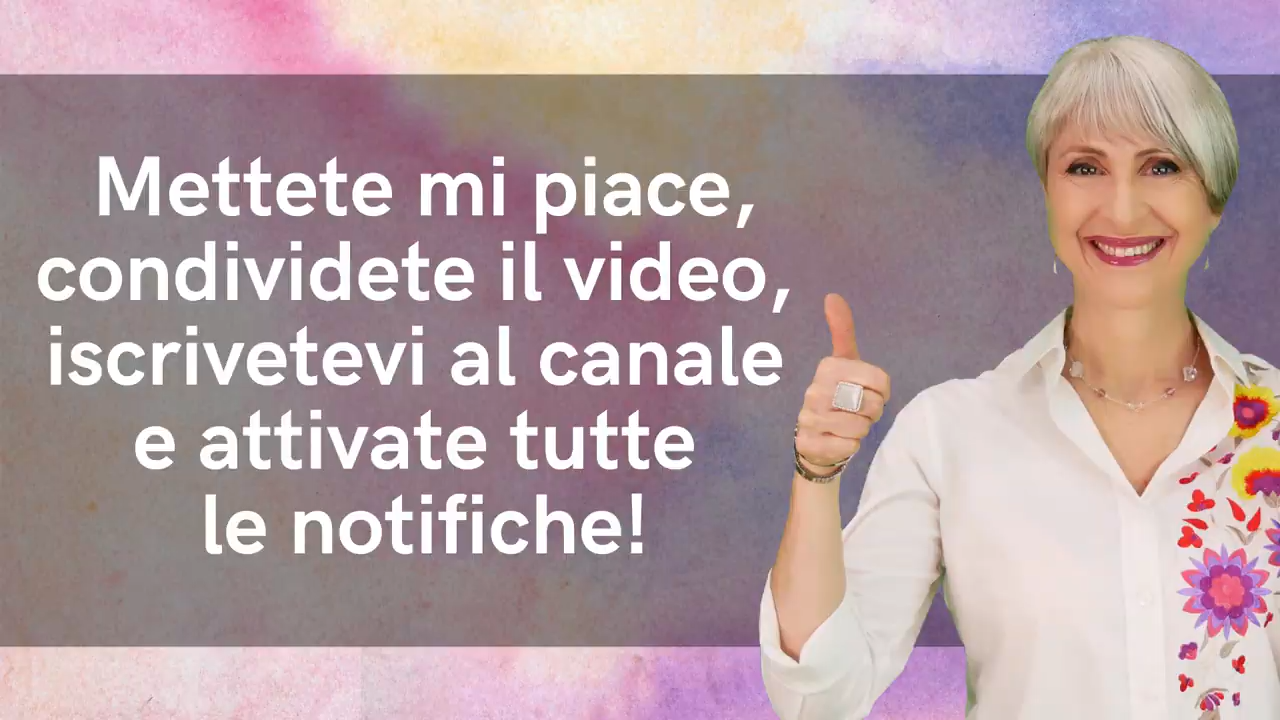 Mettete mi piace,
condividete il video,
iscrivetevi al canale
e attivate tutte
le notifiche!